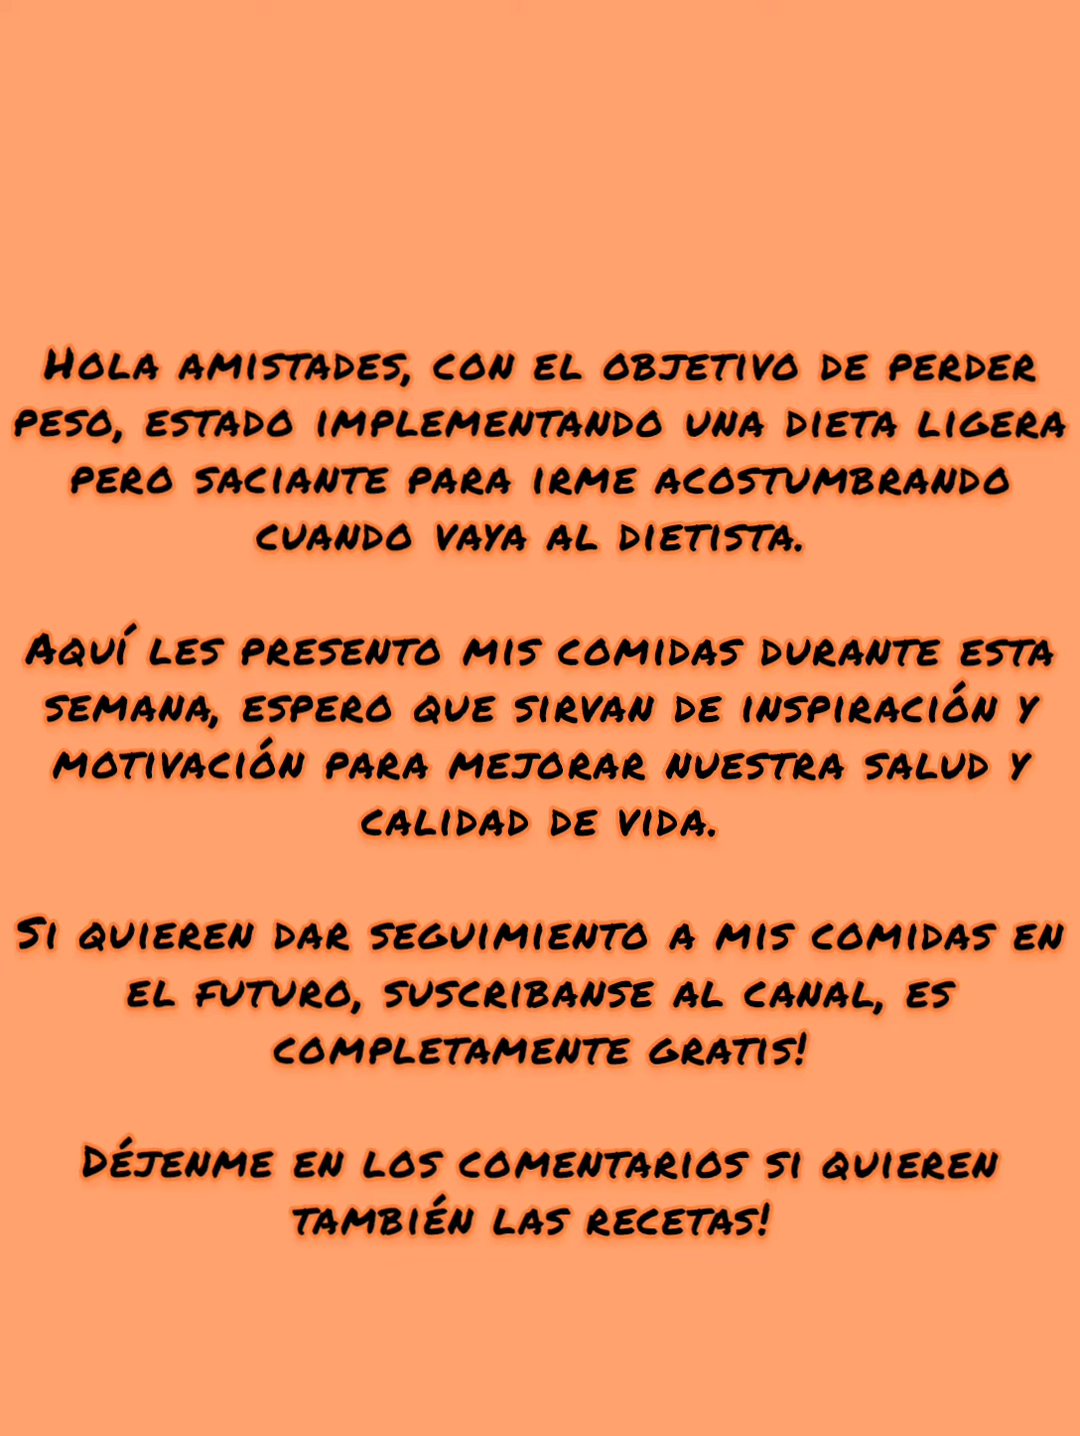 Hola amistades, con el objetivo de perder
peso, estado implementando una dieta ligera
pero saciante para irme acostumbrando
cuando vaya al dietista.
Aquí les presento mis comidas durante esta
semana, espero que sirvan de inspiración y
motivación para mejorar nuestra salud y
calidad de vida.
Si quieren dar seguimiento a mis comidas en
el futuro, suscribanse al canal, es
completamente gratis!
Déjenme en los comentarios si quieren
también las recetas!